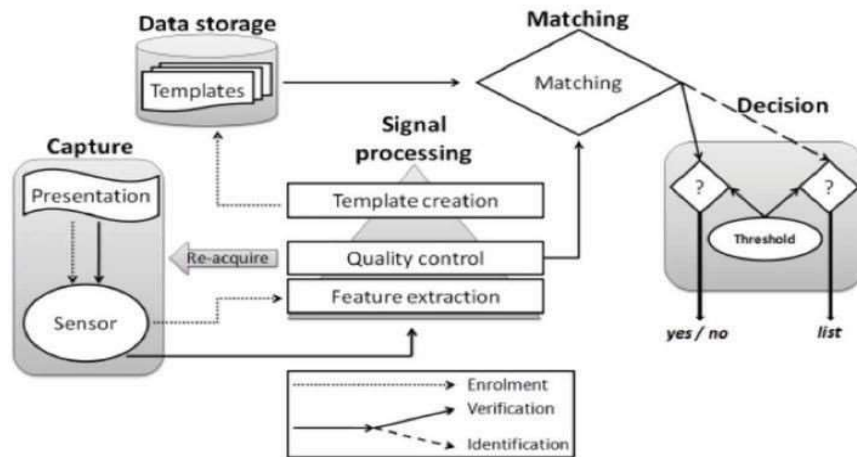 Data storage
Matching
Templates
Matching
Decision
Signal
processing
Capture
Presentation
Template creation
?
?
Threshold
Re-acquire
Quality control
Sensor
Feature extraction
yes / no
list
Enrolment
Verification
Identification